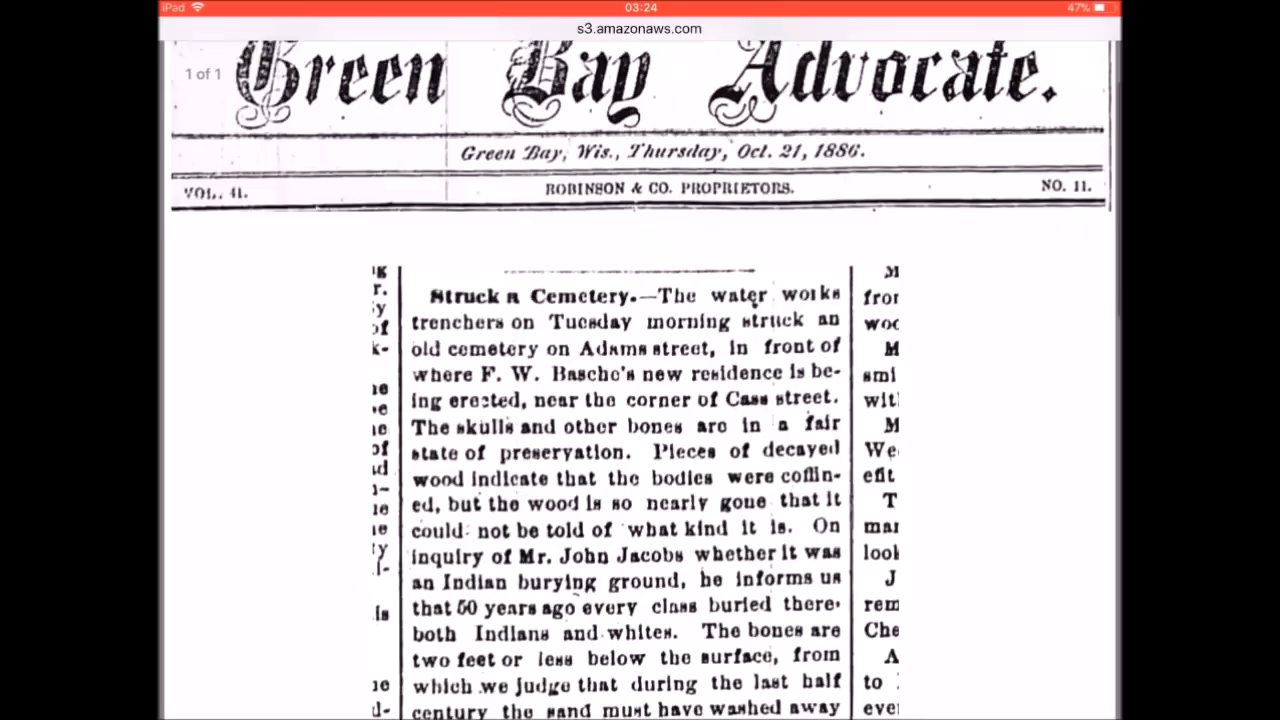 iPad
03:24
47%
s3.amazonaws.com
1 of 1
Green Bay Advocate.
Green Bay, Wis., Thursday, Oct. 21, 1886.
VOL. 41.
ROBINSON & CO. PROPRIETORS.
NO. 11.
Struck a Cemetery.—The water works
trenchers on Tuesday morning struck an
old cemetery on Adams street, in front of
where F. W. Basche's new residence is be-
ing erected, near the corner of Cass street.
The skulls and other bones are in a fair
state of preservation. Pieces of decayed
wood indicate that the bodies were coffin-
ed, but the wood is so nearly gone that it
could not be told of what kind it is. On
inquiry of Mr. John Jacobs whether it was
an Indian burying ground, he informs us
that 50 years ago every class buried there,
both Indians and whites. The bones are
two feet or less below the surface, from
which we judge that during the last half
century the sand must have washed away